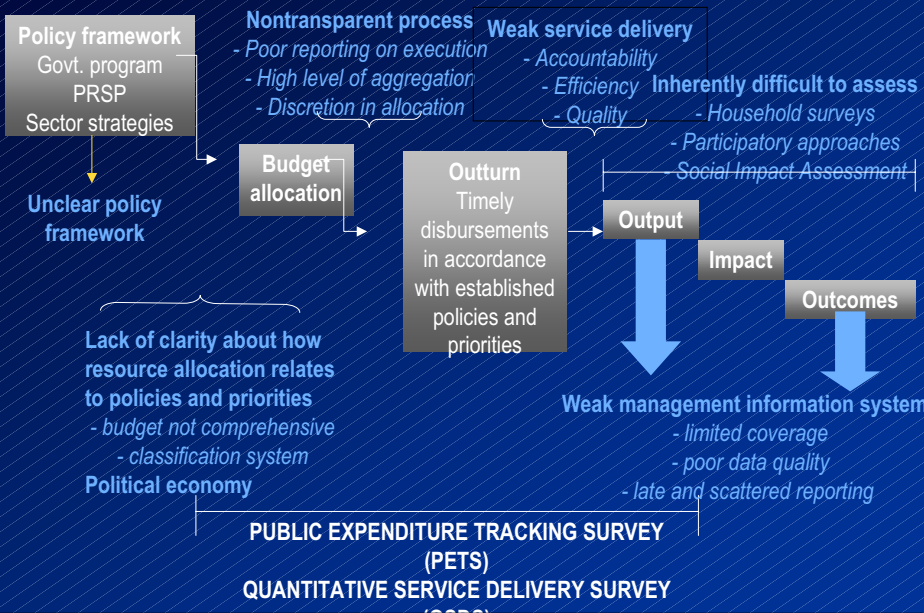 Policy framework
Govt. program
PRSP
Sector strategies
Unclear policy
framework
Nontransparent process
- Poor reporting on execution
- High level of aggregation
- Discretion in allocation
Budget
allocation
Weak service delivery
- Accountability
- Efficiency
- Quality
Inherently difficult to assess
- Household surveys
- Participatory approaches
- Social Impact Assessment
Outturn
Timely
disbursements
in accordance
with established
policies and
priorities
Output
Impact
Outcomes
Lack of clarity about how
resource allocation relates
to policies and priorities
- budget not comprehensive
- classification system
Political economy
Weak management information system
- limited coverage
- poor data quality
- late and scattered reporting
PUBLIC EXPENDITURE TRACKING SURVEY
(PETS)
QUANTITATIVE SERVICE DELIVERY SURVEY